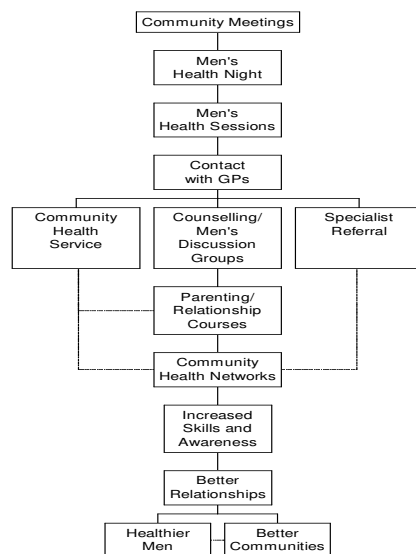 Community Meetings
Men's
Health Night
Men's
Health Sessions
Contact
with GPs
Community
Health
Service
Counselling/
Men's
Discussion
Groups
Specialist
Referral
Parenting/
Relationship
Courses
Community
Health Networks
Increased
Skills and
Awareness
Better
Relationships
Healthier
Men
Better
Communities